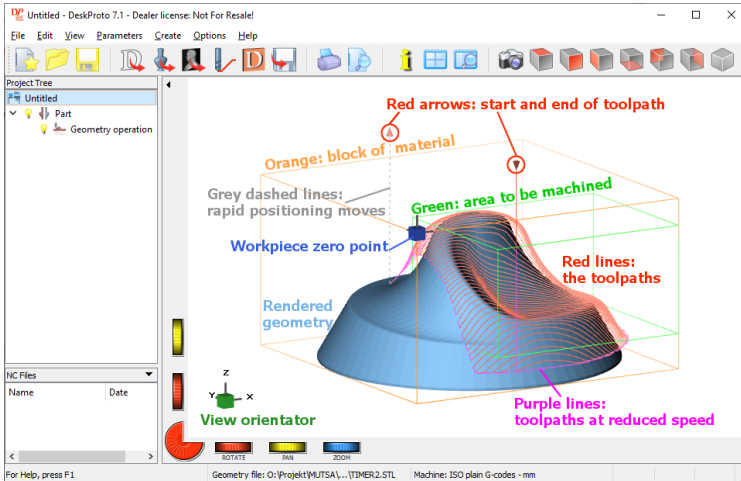 Untitled - DeskProto 7.1 - Dealer license: Not For Resale!
File Edit View Parameters Create Options Help
Project Tree
Untitled
Part
Geometry operation
Red arrows: start and end of toolpath
Orange: block of material
Grey dashed lines:
rapid positioning moves
Green: area to be machined
Workpiece zero point
Red lines:
the toolpaths
Rendered
geometry
Z
Y X
View orientator
Purple lines:
toolpaths at reduced speed
NC Files
Name Date
ROTATE PAN ZOOM
For Help, press F1
Geometry file: O:\Projekt\MUTSA\...\TIMER2.STL
Machine: ISO plain G-codes - mm